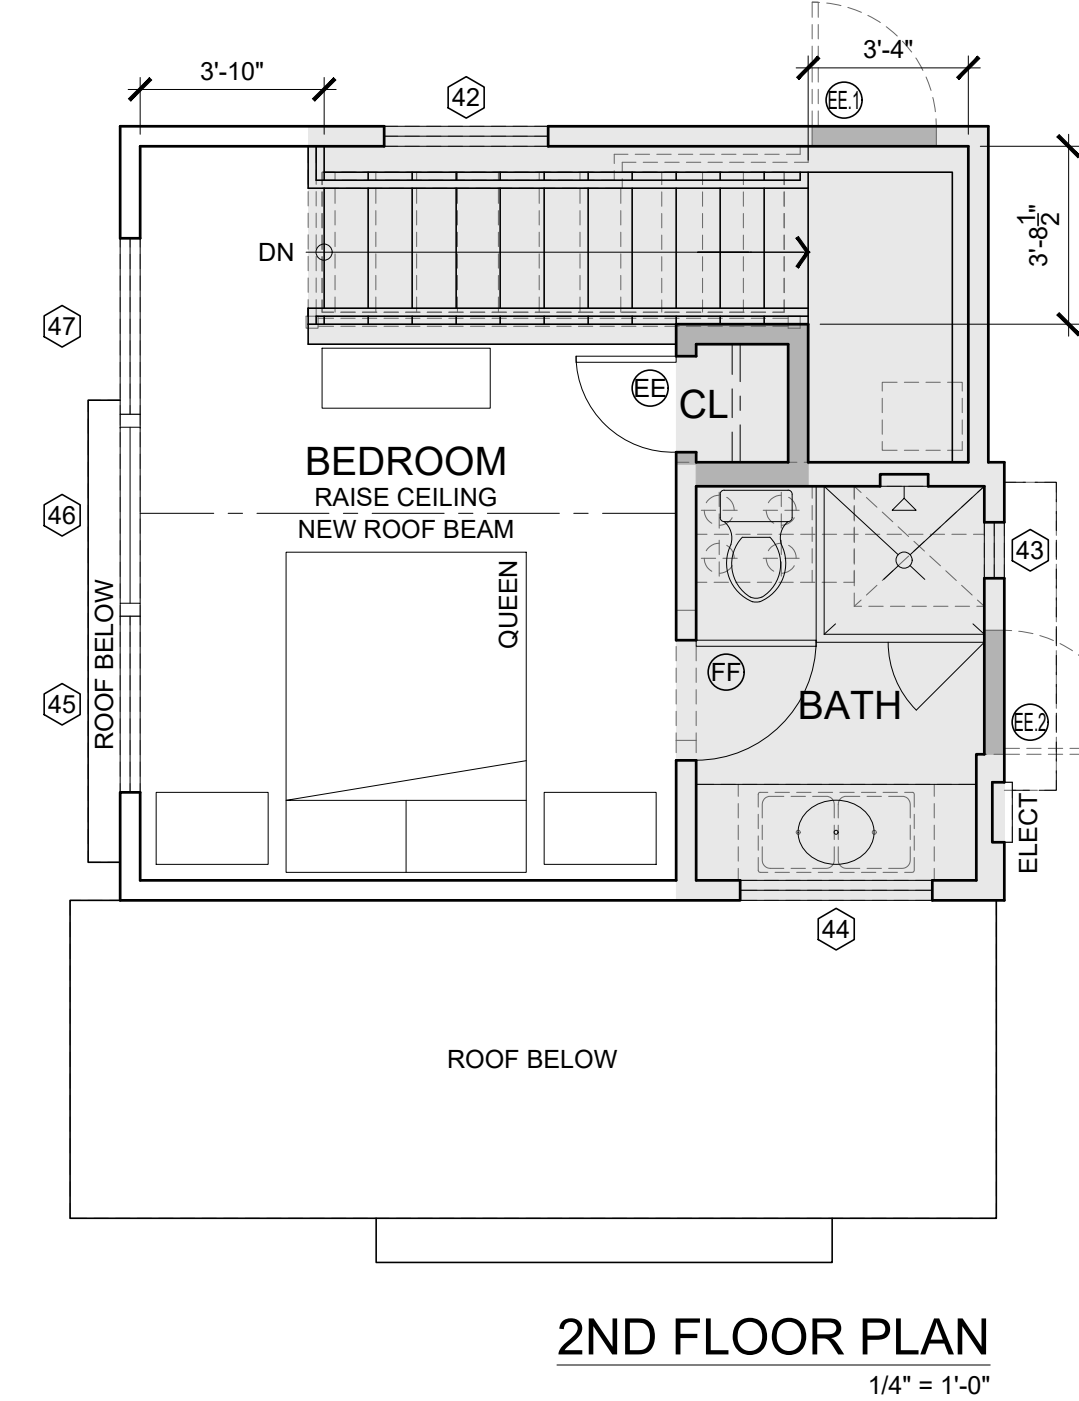 3'-4"
3'-10"
42
EE.1
3'-8 1/2"
DN
47
EE
CL
BEDROOM
RAISE CEILING
NEW ROOF BEAM
46
43
QUEEN
ROOF BELOW
45
FF
BATH
EE.2
ELECT
44
ROOF BELOW
2ND FLOOR PLAN
1/4" = 1'-0"